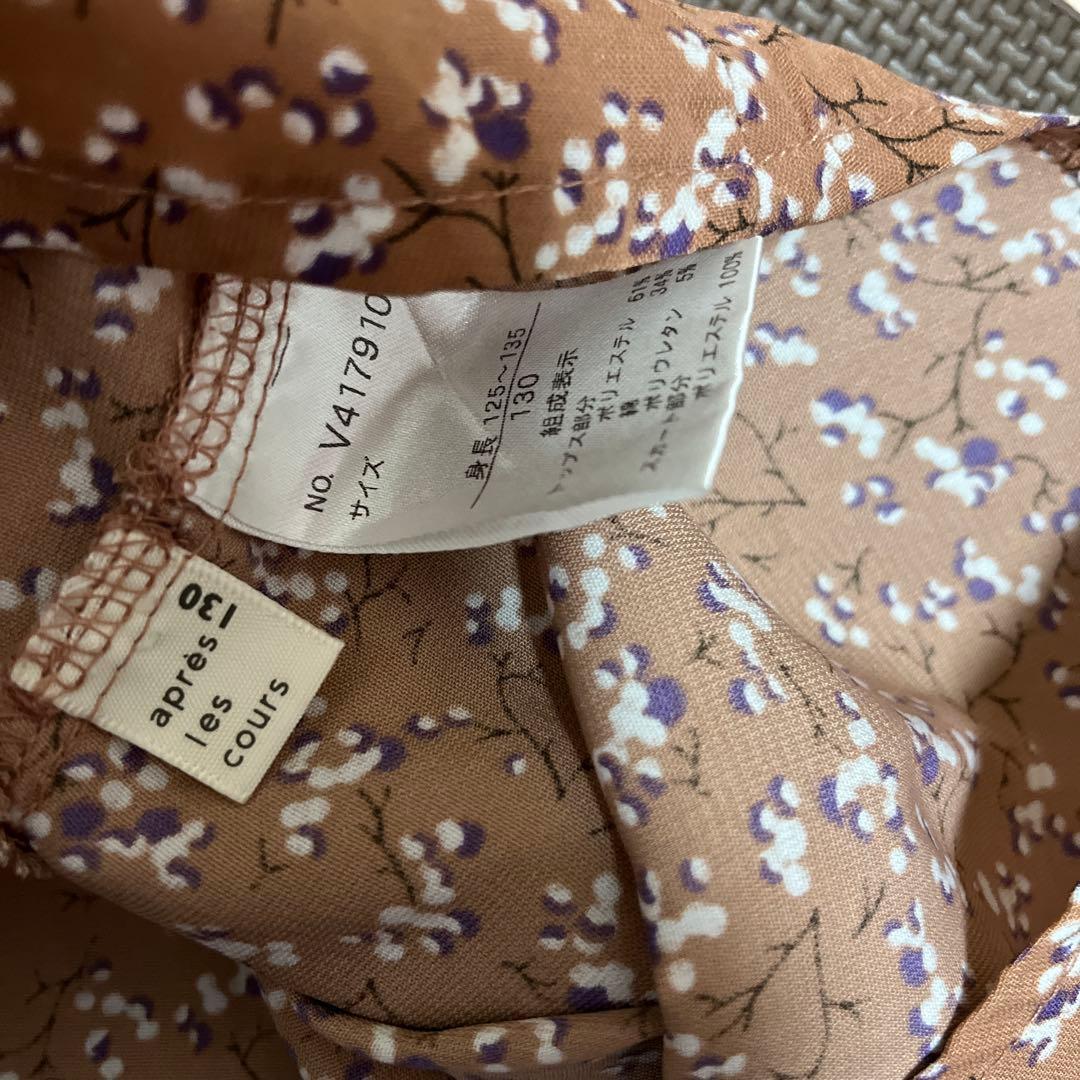 NO. V417910
サイズ
身長 125〜135
130
組成表示
トップス部分
ポリエステル 61%
綿 34%
ポリウレタン 5%
スカート部分
ポリエステル 100%
130
après
les
cours